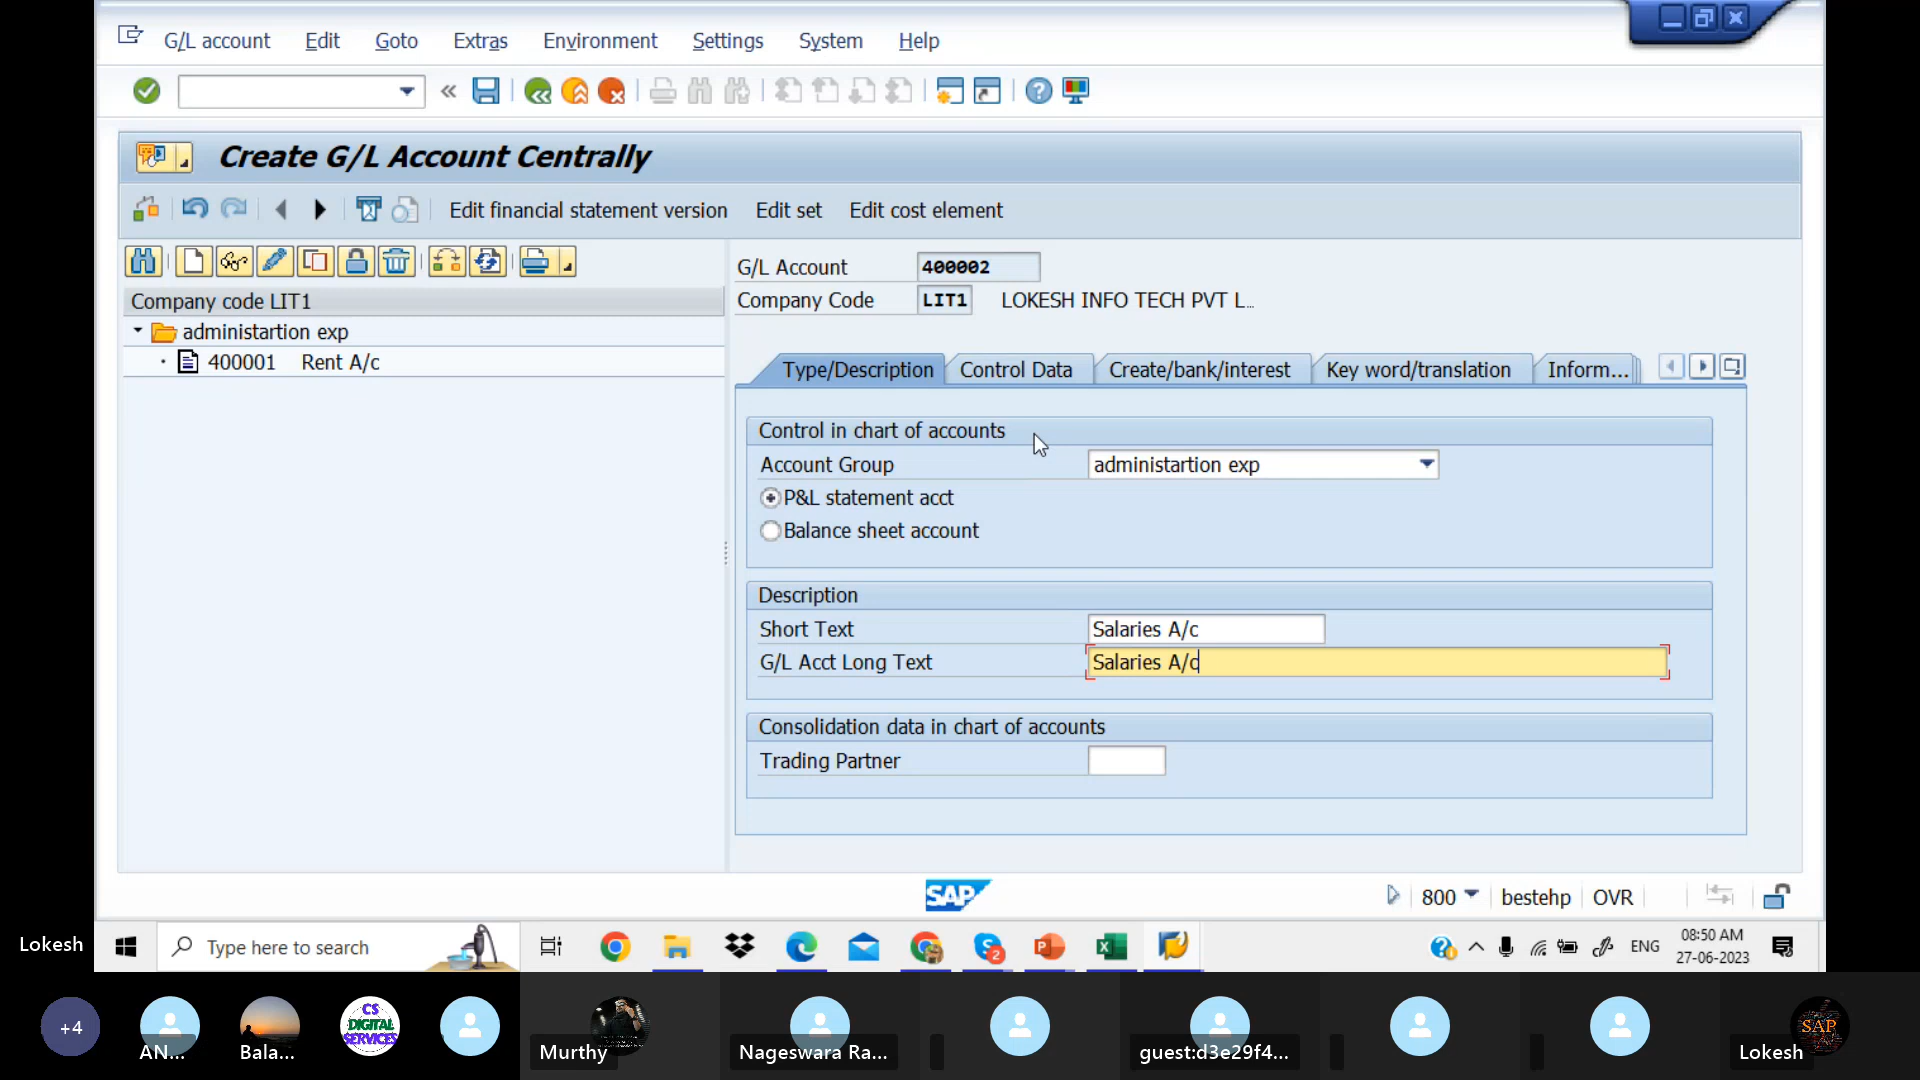 G/L account Edit Goto Extras Environment Settings System Help
Create G/L Account Centrally
Edit financial statement version Edit set Edit cost element
Company code LIT1
administartion exp
400001 Rent A/c
G/L Account 400002
Company Code LIT1 LOKESH INFO TECH PVT L...
Type/Description Control Data Create/bank/interest Key word/translation Inform...
Control in chart of accounts
Account Group administartion exp
P&L statement acct
Balance sheet account
Description
Short Text Salaries A/c
G/L Acct Long Text Salaries A/c
Consolidation data in chart of accounts
Trading Partner
SAP 800 bestehp OVR
Lokesh
Type here to search
2
ENG
08:50 AM
27-06-2023
+4
AN...
Bala...
CS DIGITAL SERVICES
Murthy
Nageswara Ra...
guest:d3e29f4...
SAP
Lokesh